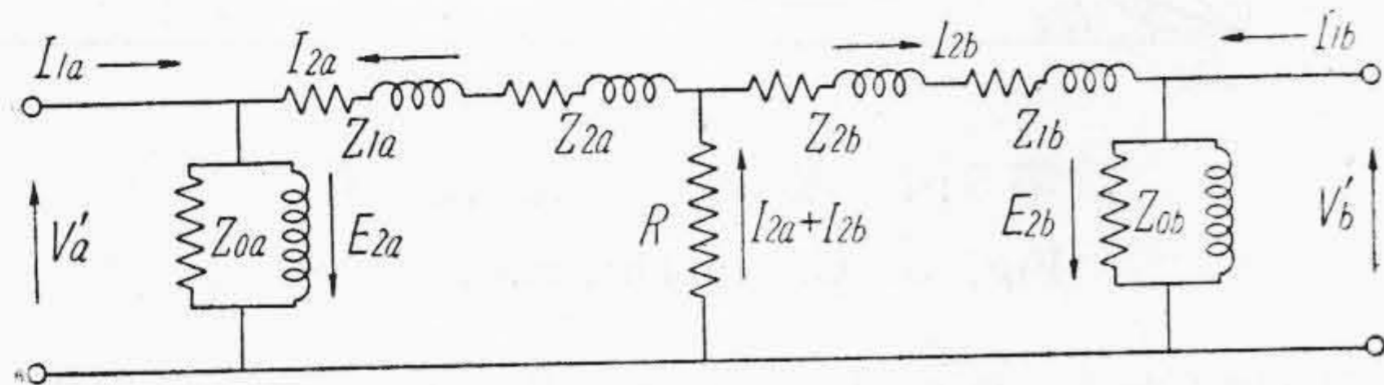 I1a I2a I2b I1b
Z1a Z2a Z2b Z1b
V'a Z0a E2a R I2a+I2b E2b Z0b V'b